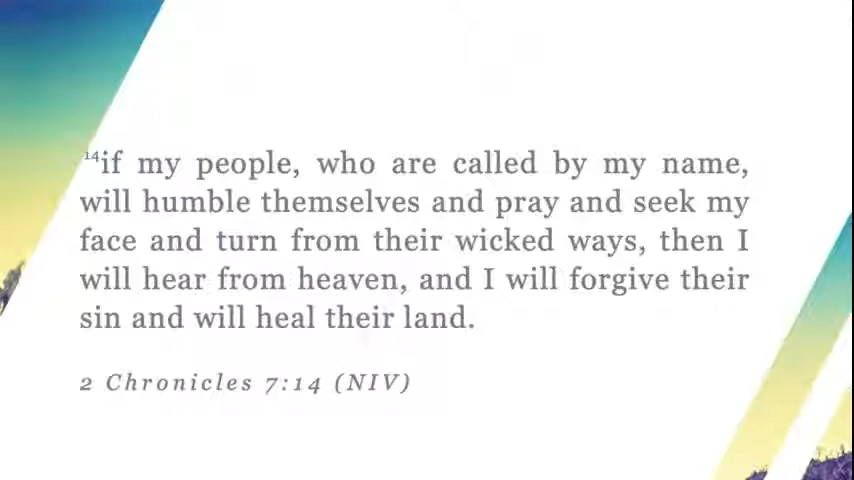 ¹⁴if my people, who are called by my name,
will humble themselves and pray and seek my
face and turn from their wicked ways, then I
will hear from heaven, and I will forgive their
sin and will heal their land.
2 Chronicles 7:14 (NIV)